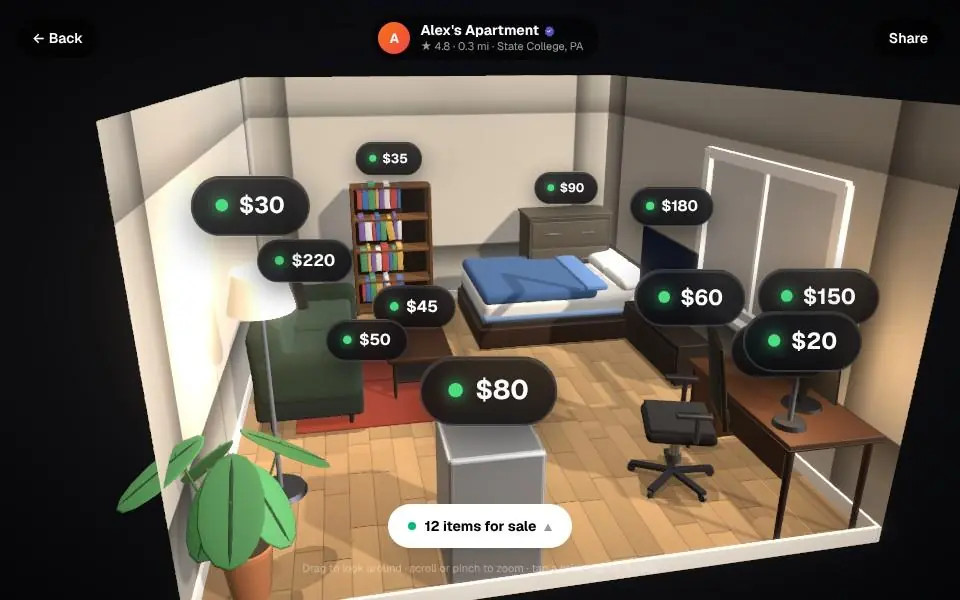 ← Back
A
Alex's Apartment
★ 4.8 · 0.3 mi · State College, PA
Share
$35
$30
$90
$180
$220
$60
$150
$45
$50
$20
$80
12 items for sale ▲
Drag to look around · scroll or pinch to zoom · tap